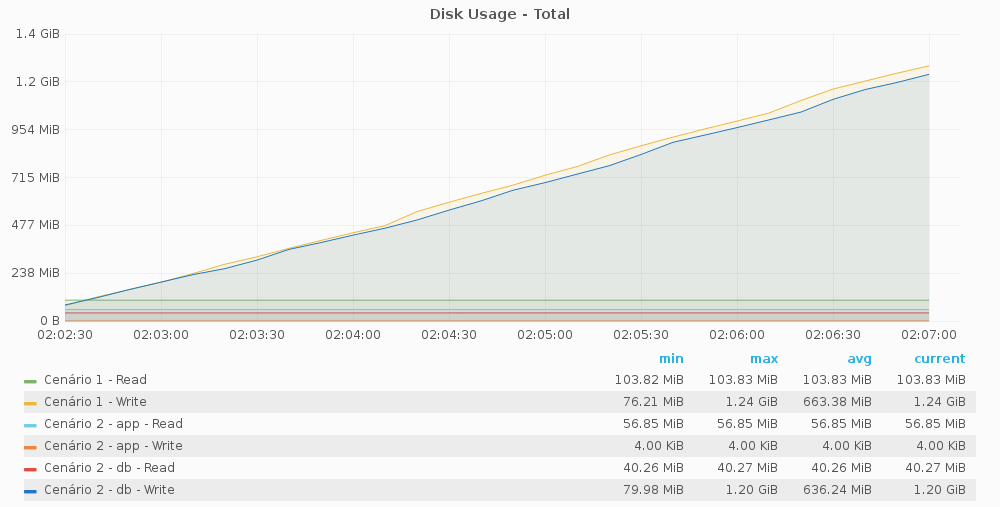 Disk Usage - Total
1.4 GiB
1.2 GiB
954 MiB
715 MiB
477 MiB
238 MiB
0 B
02:02:30 02:03:00 02:03:30 02:04:00 02:04:30 02:05:00 02:05:30 02:06:00 02:06:30 02:07:00
min max avg current
Cenário 1 - Read 103.82 MiB 103.83 MiB 103.83 MiB 103.83 MiB
Cenário 1 - Write 76.21 MiB 1.24 GiB 663.38 MiB 1.24 GiB
Cenário 2 - app - Read 56.85 MiB 56.85 MiB 56.85 MiB 56.85 MiB
Cenário 2 - app - Write 4.00 KiB 4.00 KiB 4.00 KiB 4.00 KiB
Cenário 2 - db - Read 40.26 MiB 40.27 MiB 40.26 MiB 40.27 MiB
Cenário 2 - db - Write 79.98 MiB 1.20 GiB 636.24 MiB 1.20 GiB